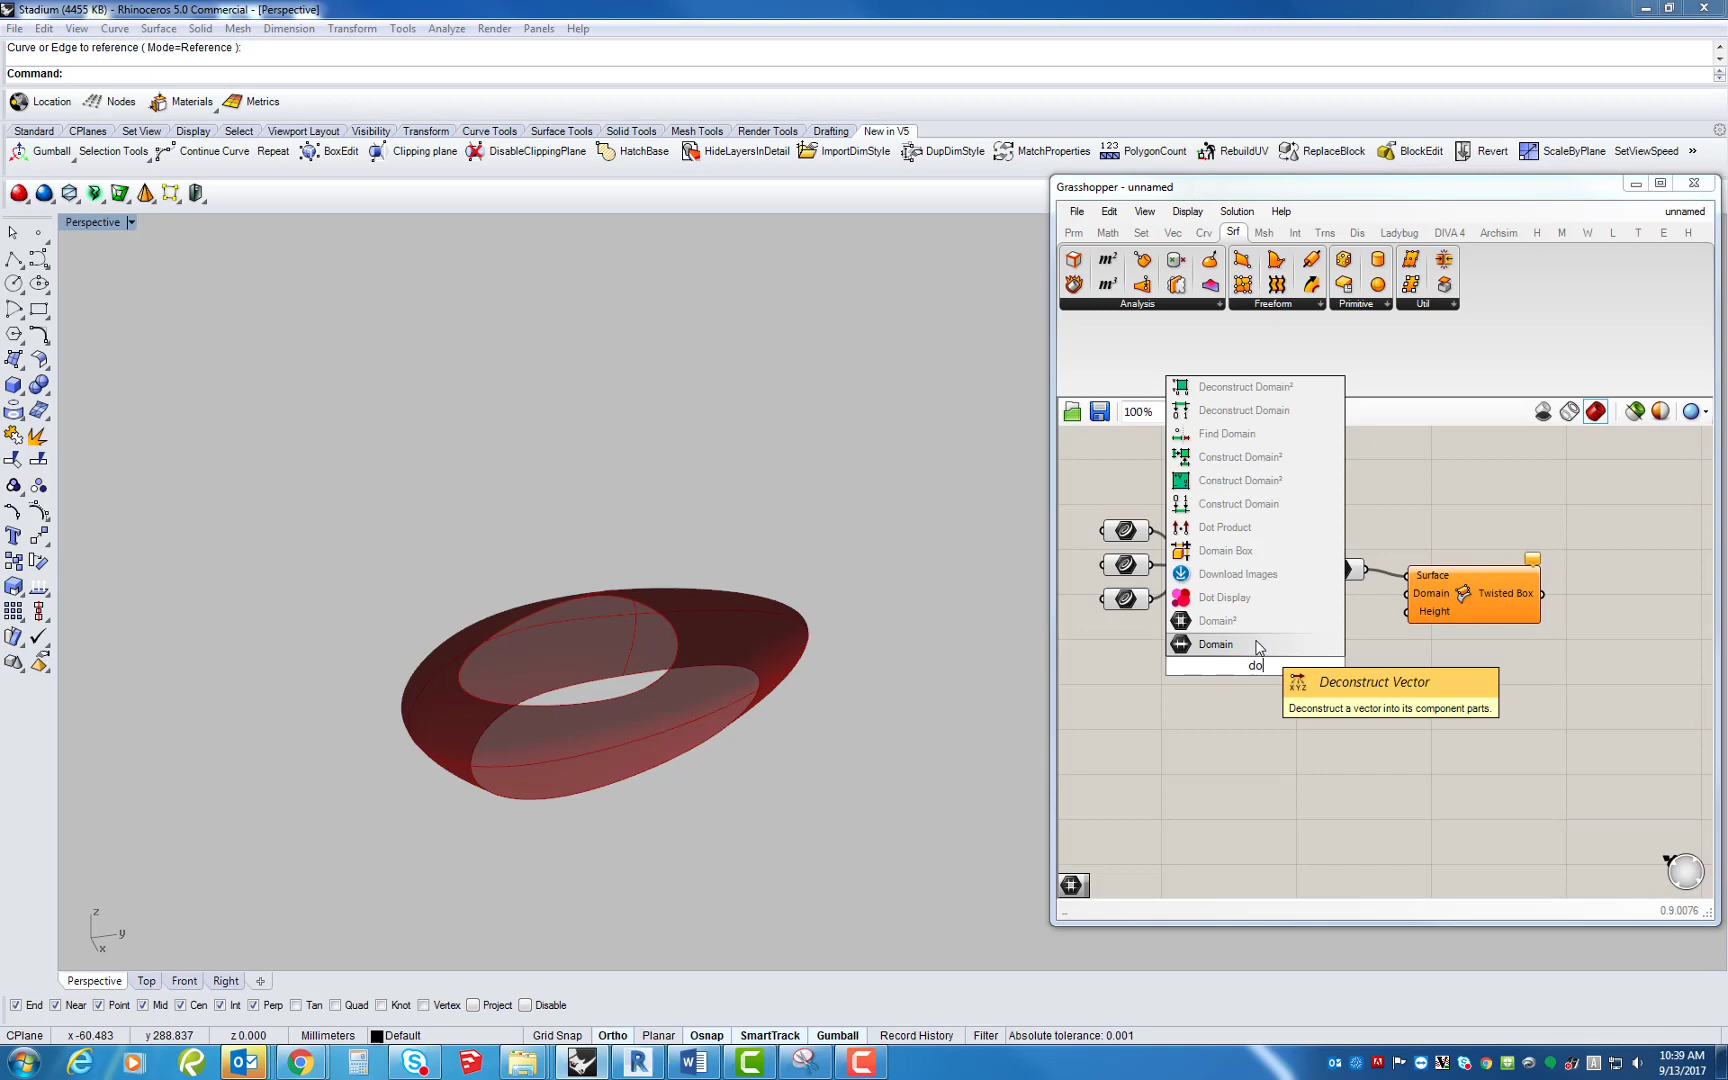 Stadium (4455 KB) - Rhinoceros 5.0 Commercial - [Perspective]
File Edit View Curve Surface Solid Mesh Dimension Transform Tools Analyze Render Panels Help
Curve or Edge to reference ( Mode=Reference ):
Command:
Location Nodes Materials Metrics
Standard CPlanes Set View Display Select Viewport Layout Visibility Transform Curve Tools Surface Tools Solid Tools Mesh Tools Render Tools Drafting New in V5
Gumball Selection Tools Continue Curve Repeat BoxEdit Clipping plane DisableClippingPlane HatchBase HideLayersInDetail ImportDimStyle DupDimStyle MatchProperties 123 PolygonCount RebuildUV ReplaceBlock BlockEdit Revert ScaleByPlane SetViewSpeed »
Perspective
Grasshopper - unnamed
File Edit View Display Solution Help unnamed
Prm Math Set Vec Crv Srf Msh Int Trns Dis Ladybug DIVA 4 Archsim H M W L T E H
m²
m³
Analysis Freeform Primitive Util
100%
Deconstruct Domain²
Deconstruct Domain
Find Domain
Construct Domain²
Construct Domain²
Construct Domain
Dot Product
Domain Box
Download Images
Dot Display
Domain²
Domain
do
Surface
Domain Twisted Box
Height
XYZ Deconstruct Vector
Deconstruct a vector into its component parts.
0.9.0076
z
y
x
Perspective Top Front Right
End Near Point Mid Cen Int Perp Tan Quad Knot Vertex Project Disable
CPlane x -60.483 y 288.837 z 0.000 Millimeters Default Grid Snap Ortho Planar Osnap SmartTrack Gumball Record History Filter Absolute tolerance: 0.001
10:39 AM
9/13/2017